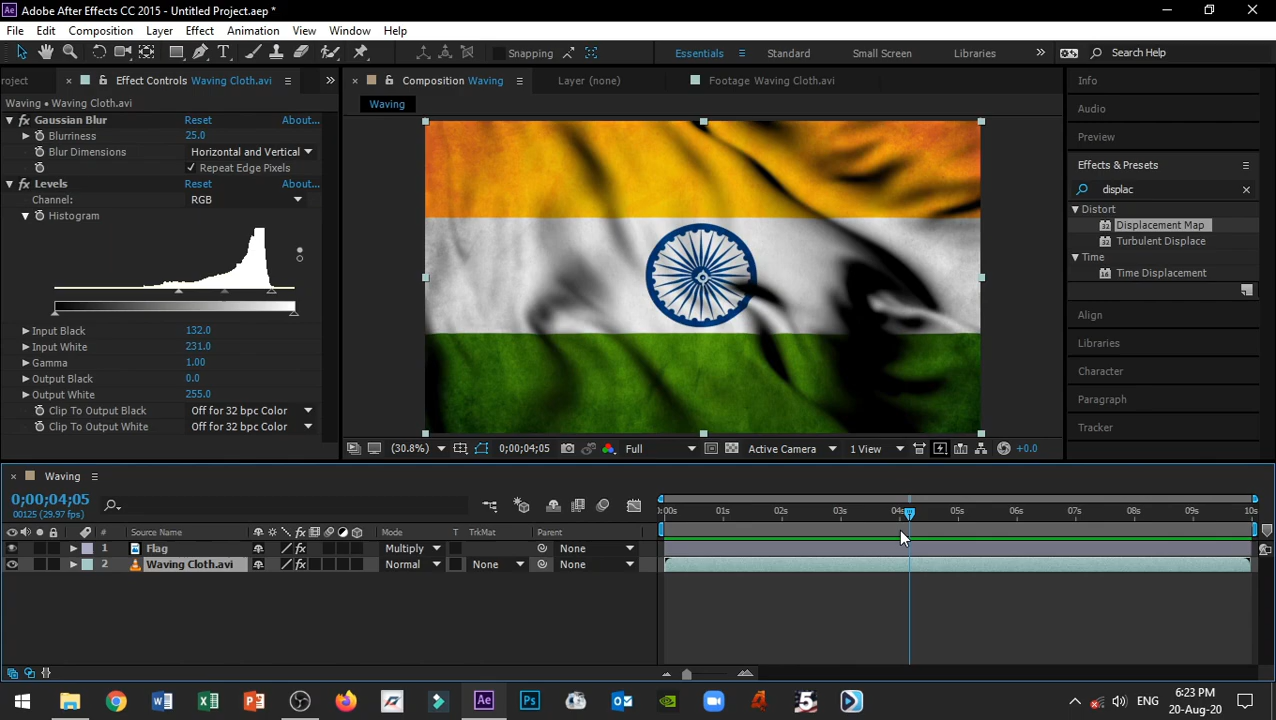 Adobe After Effects CC 2015 - Untitled Project.aep *
File Edit Composition Layer Effect Animation View Window Help
Snapping Essentials Standard Small Screen Libraries Search Help
roject Effect Controls Waving Cloth.avi Composition Waving Layer (none) Footage Waving Cloth.avi Info
Waving • Waving Cloth.avi Waving Audio
Gaussian Blur Reset About...
Blurriness 25.0 Preview
Blur Dimensions Horizontal and Vertical Effects & Presets
Repeat Edge Pixels
Levels Reset About... displac
Channel: RGB Distort
Histogram Displacement Map
Turbulent Displace
Time
Time Displacement
Align
Input Black 132.0
Input White 231.0 Libraries
Gamma 1.00 Character
Output Black 0.0
Output White 255.0 Paragraph
Clip To Output Black Off for 32 bpc Color
Clip To Output White Off for 32 bpc Color Tracker
(30.8%) 0;00;04;05 Full Active Camera 1 View +0.0
Waving
0;00;04;05
00125 (29.97 fps) :00s 01s 02s 03s 04s 05s 06s 07s 08s 09s 10s
# Source Name Mode T TrkMat Parent
1 Flag Multiply None
2 Waving Cloth.avi Normal None None
ENG 6:23 PM
20-Aug-20